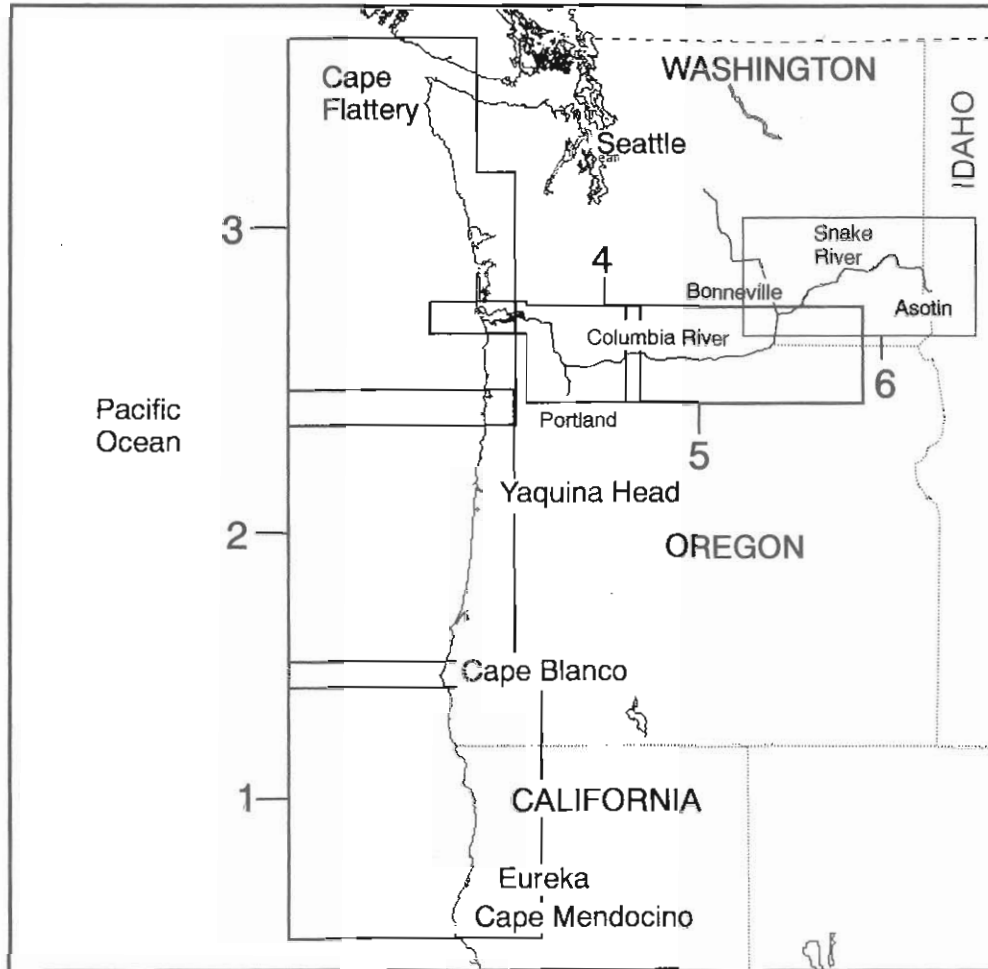 WASHINGTON
Cape
Flattery
IDAHO
Seattle
3
Snake
River
4
Bonneville
Asotin
Columbia River
6
Pacific
Ocean
Portland
5
Yaquina Head
2
OREGON
Cape Blanco
1
CALIFORNIA
Eureka
Cape Mendocino